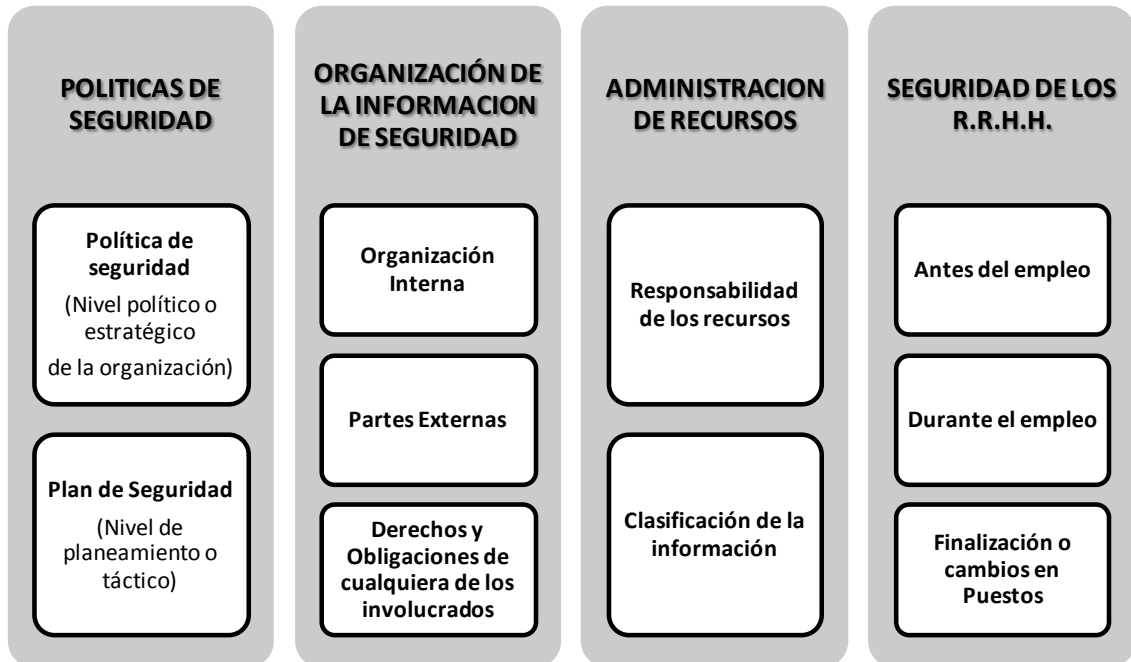 POLITICAS DE
SEGURIDAD
Política de
seguridad
(Nivel político o
estratégico
de la organización)
Plan de Seguridad
(Nivel de
planeamiento o
táctico)
ORGANIZACIÓN DE
LA INFORMACION
DE SEGURIDAD
Organización
Interna
Partes Externas
Derechos y
Obligaciones de
cualquiera de los
involucrados
ADMINISTRACION
DE RECURSOS
Responsabilidad
de los recursos
Clasificación de la
información
SEGURIDAD DE LOS
R.R.H.H.
Antes del empleo
Durante el empleo
Finalización o
cambios en
Puestos